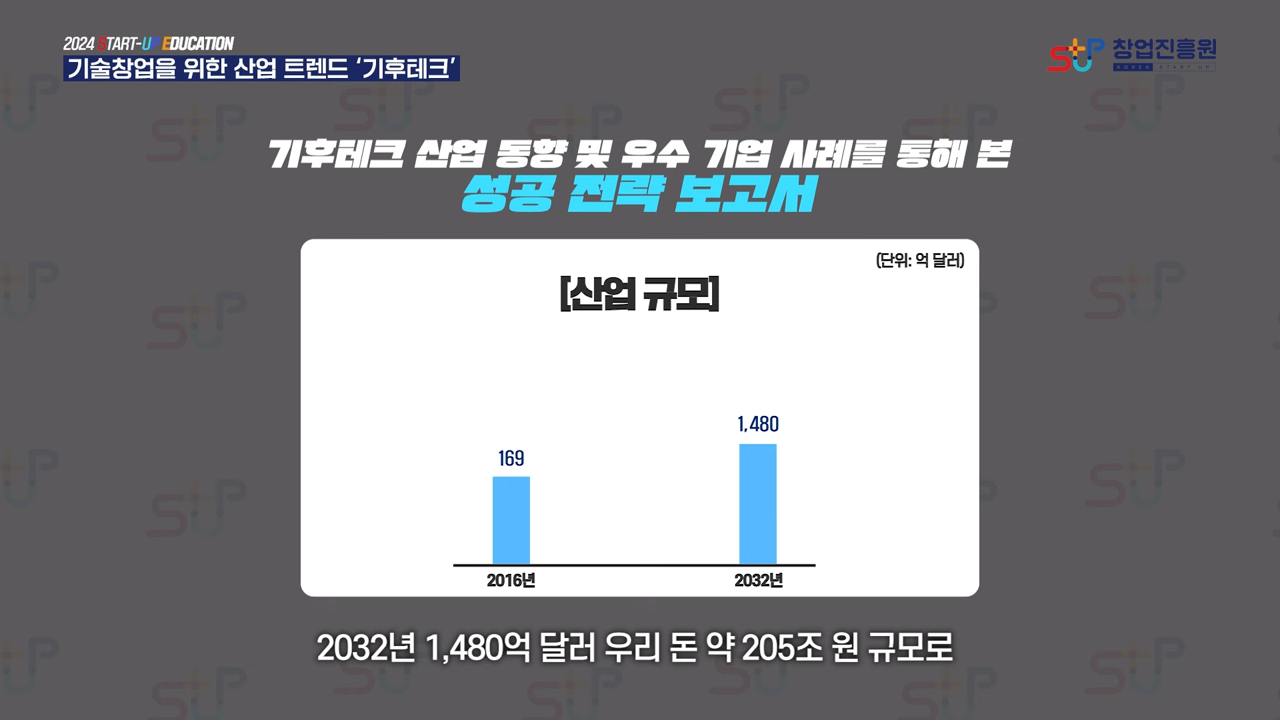 2024 START-UP EDUCATION
기술창업을 위한 산업 트렌드 ‘기후테크’
창업진흥원
KOREA START UP
기후테크 산업 동향 및 우수 기업 사례를 통해 본
성공 전략 보고서
(단위: 억 달러)
[산업 규모]
169
1,480
2016년
2032년
2032년 1,480억 달러 우리 돈 약 205조 원 규모로